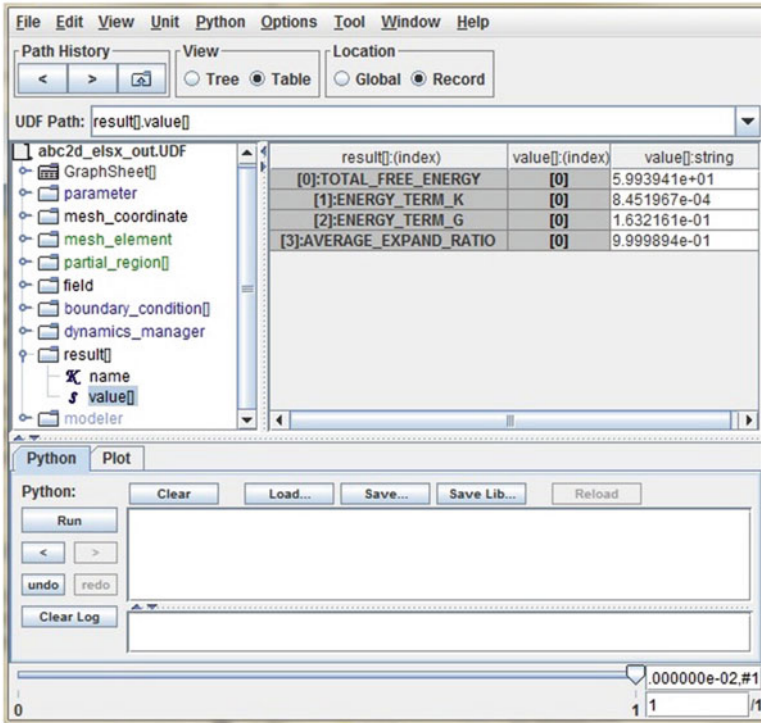 File Edit View Unit Python Options Tool Window Help
Path History View Location
< > Tree Table Global Record
UDF Path: result[].value[]
abc2d_elsx_out.UDF
GraphSheet[]
parameter
mesh_coordinate
mesh_element
partial_region[]
field
boundary_condition[]
dynamics_manager
result[]
name
value[]
modeler
result[]:(index) value[]:(index) value[]:string
[0]:TOTAL_FREE_ENERGY [0] 5.993941e+01
[1]:ENERGY_TERM_K [0] 8.451967e-04
[2]:ENERGY_TERM_G [0] 1.632161e-01
[3]:AVERAGE_EXPAND_RATIO [0] 9.999894e-01
Python Plot
Python: Clear Load... Save... Save Lib... Reload
Run
< >
undo redo
Clear Log
.000000e-02,#1
0 1 1 /1